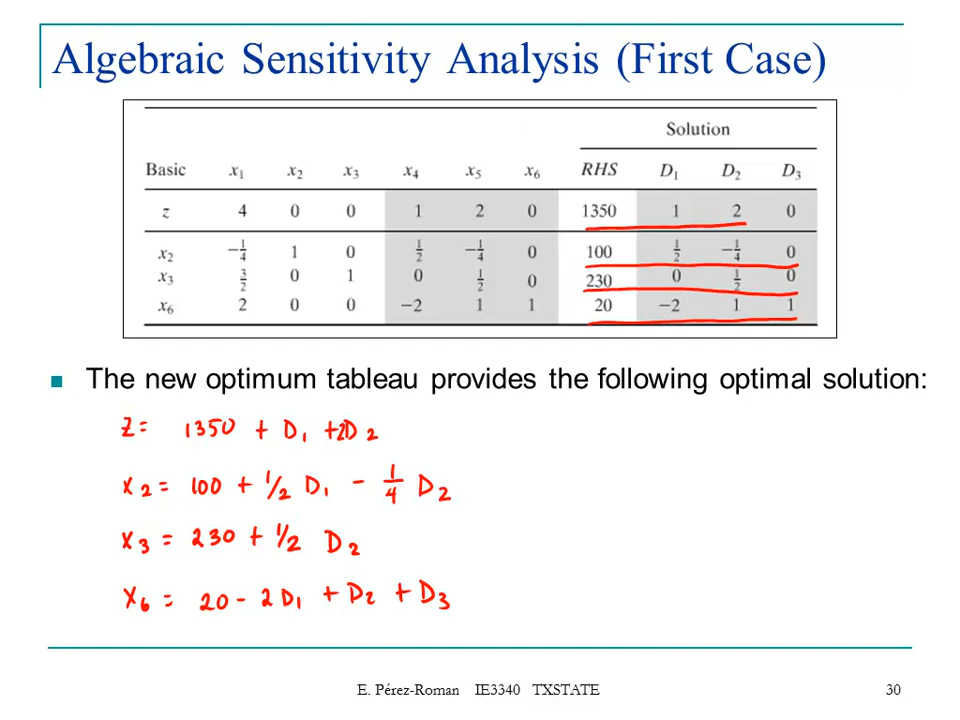 Algebraic Sensitivity Analysis (First Case)
Solution
Basic x₁ x₂ x₃ x₄ x₅ x₆ RHS D₁ D₂ D₃
z 4 0 0 1 2 0 1350 1 2 0
x₂ −1/4 1 0 1/2 −1/4 0 100 1/2 −1/4 0
x₃ 3/2 0 1 0 1/2 0 230 0 1/2 0
x₆ 2 0 0 −2 1 1 20 −2 1 1
The new optimum tableau provides the following optimal solution:
z = 1350 + D₁ + 2D₂
x₂ = 100 + 1/2 D₁ − 1/4 D₂
x₃ = 230 + 1/2 D₂
x₆ = 20 − 2D₁ + D₂ + D₃
E. Pérez-Roman IE3340 TXSTATE 30